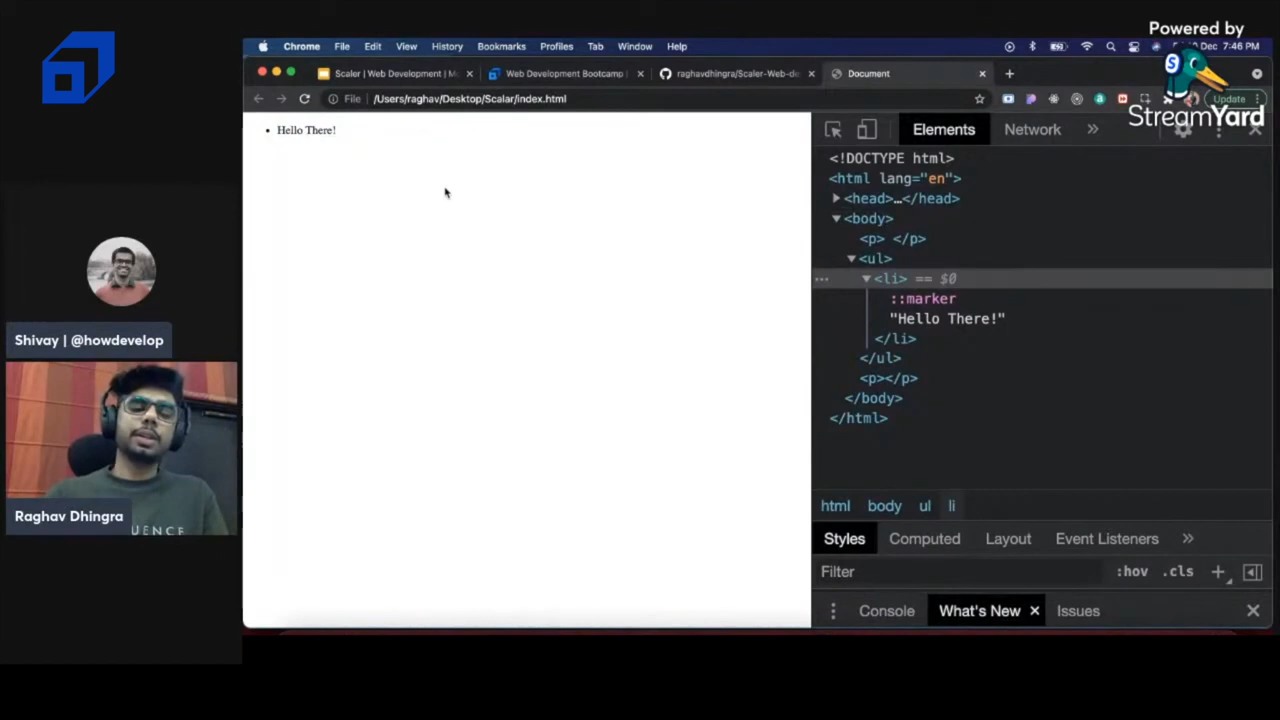 Powered by
StreamYard
Chrome File Edit View History Bookmarks Profiles Tab Window Help
Dec 7:46 PM
Scaler | Web Development |
Web Development Bootcamp |
raghavdhingra/Scaler-Web-de
Document
File | /Users/raghav/Desktop/Scalar/index.html
Update
• Hello There!
Elements Network »
<!DOCTYPE html>
<html lang="en">
<head>…</head>
<body>
<p> </p>
<ul>
<li> == $0
::marker
"Hello There!"
</li>
</ul>
<p></p>
</body>
</html>
html body ul li
Styles Computed Layout Event Listeners »
Filter :hov .cls +
Console What's New × Issues
Shivay | @howdevelop
Raghav Dhingra
UENCE